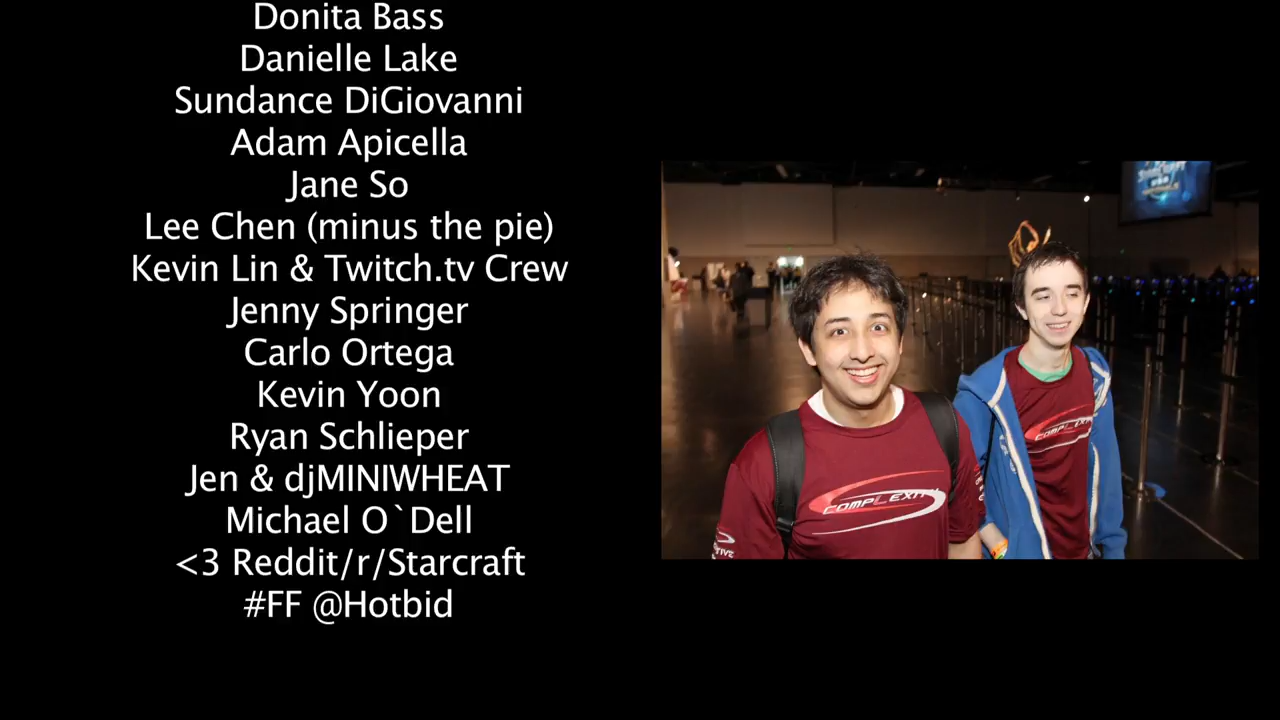 Donita Bass
Danielle Lake
Sundance DiGiovanni
Adam Apicella
Jane So
Lee Chen (minus the pie)
Kevin Lin & Twitch.tv Crew
Jenny Springer
Carlo Ortega
Kevin Yoon
Ryan Schlieper
Jen & djMINIWHEAT
Michael O`Dell
<3 Reddit/r/Starcraft
#FF @Hotbid
COMPLEXITY